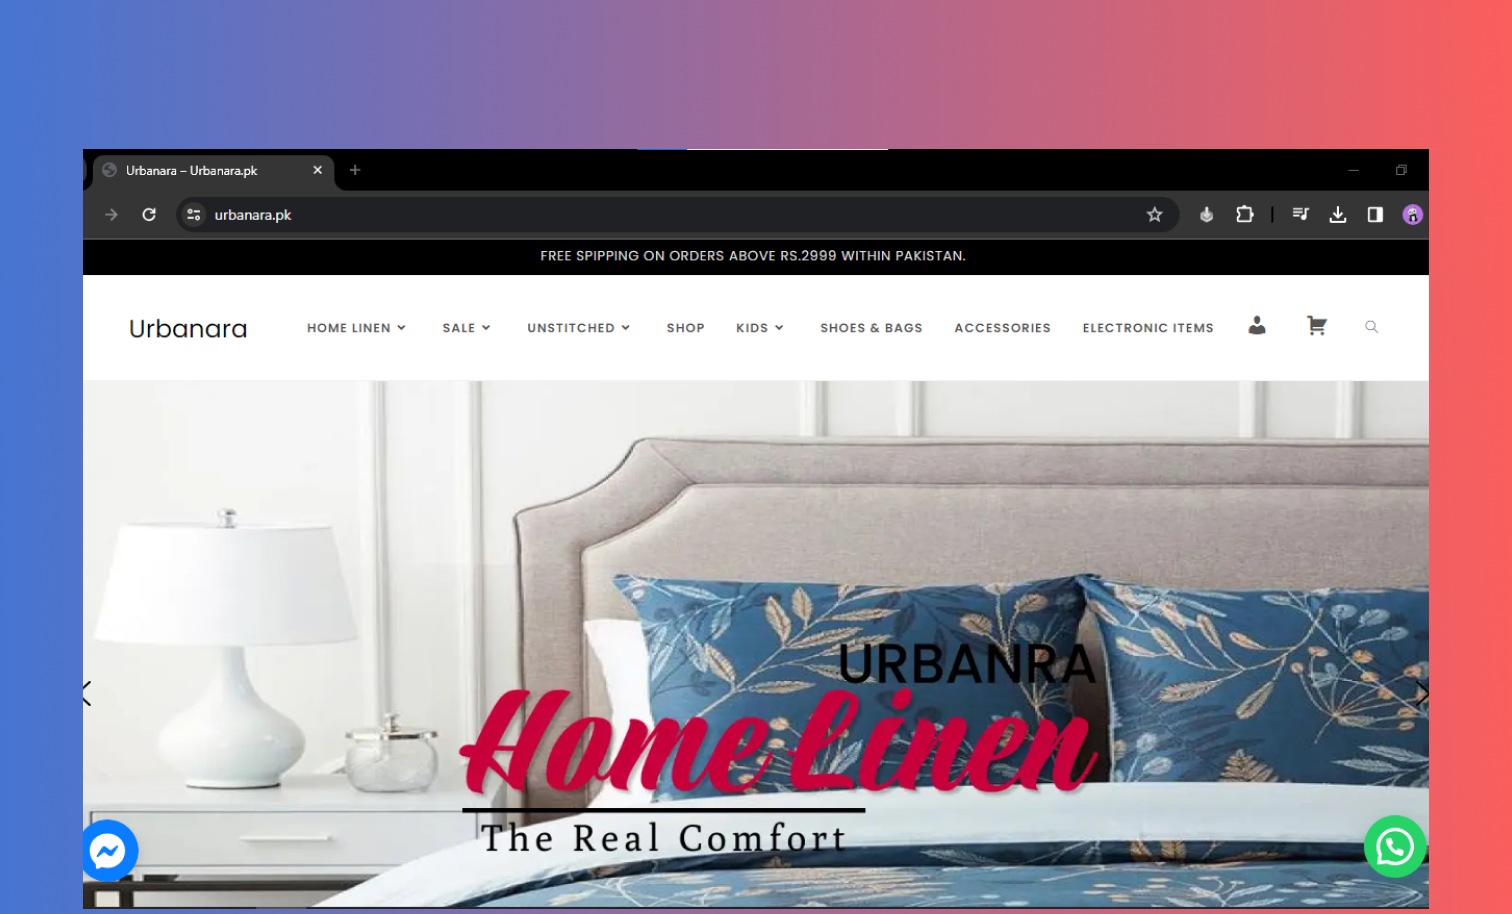 Urbanara – Urbanara.pk
urbanara.pk
FREE SPIPPING ON ORDERS ABOVE RS.2999 WITHIN PAKISTAN.
Urbanara HOME LINEN SALE UNSTITCHED SHOP KIDS SHOES & BAGS ACCESSORIES ELECTRONIC ITEMS
URBANRA
Home Linen
The Real Comfort